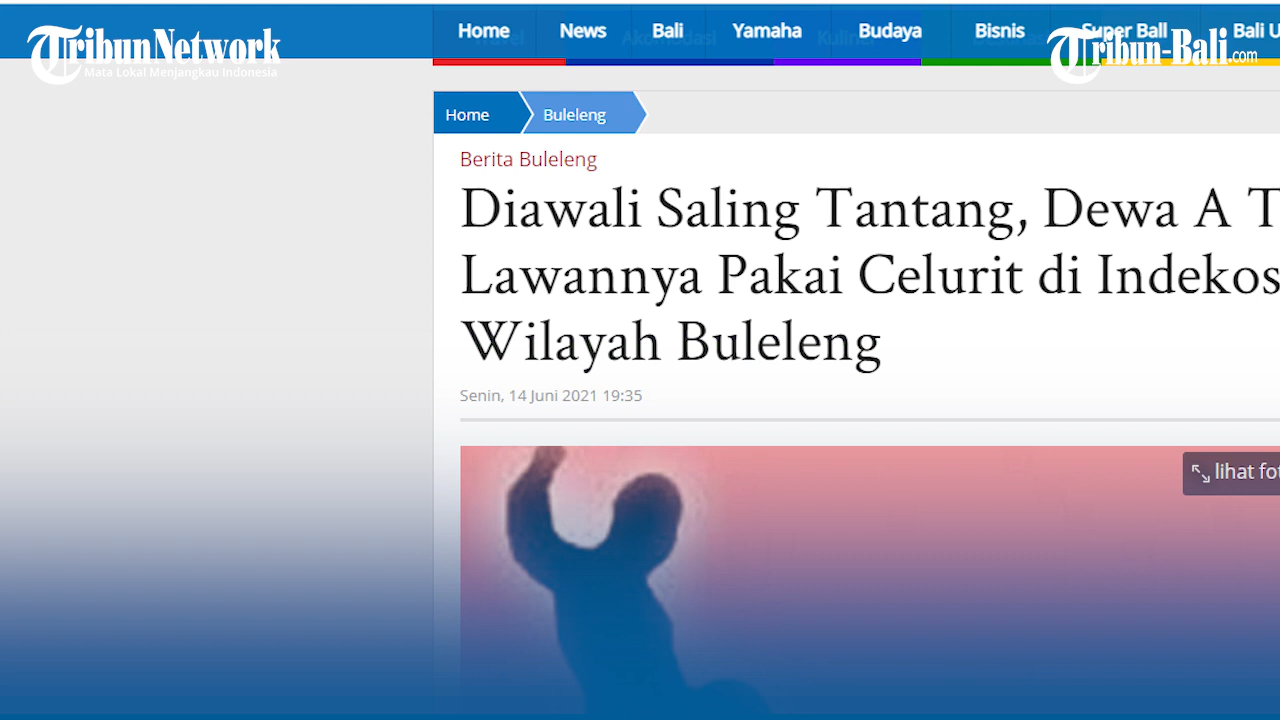 TribunNetwork
Mata Lokal Menjangkau Indonesia
Home News Bali Yamaha Budaya Bisnis Super Ball Bali U
Tribun-Bali.com
Home Buleleng
Berita Buleleng
Diawali Saling Tantang, Dewa A T
Lawannya Pakai Celurit di Indekos
Wilayah Buleleng
Senin, 14 Juni 2021 19:35
lihat fot